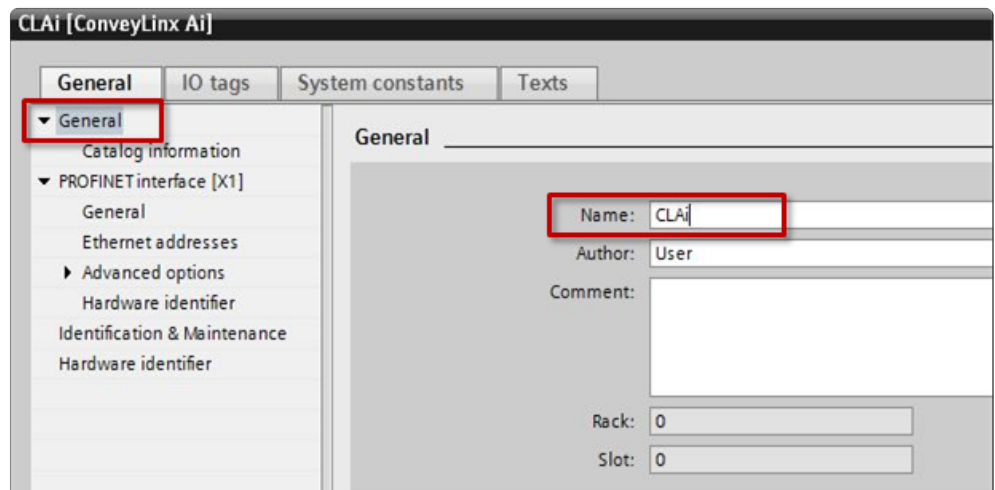 CLAi [ConveyLinx Ai]
General IO tags System constants Texts
General
Catalog information
PROFINET interface [X1]
General
Ethernet addresses
Advanced options
Hardware identifier
Identification & Maintenance
Hardware identifier
General
Name: CLAi
Author: User
Comment:
Rack: 0
Slot: 0